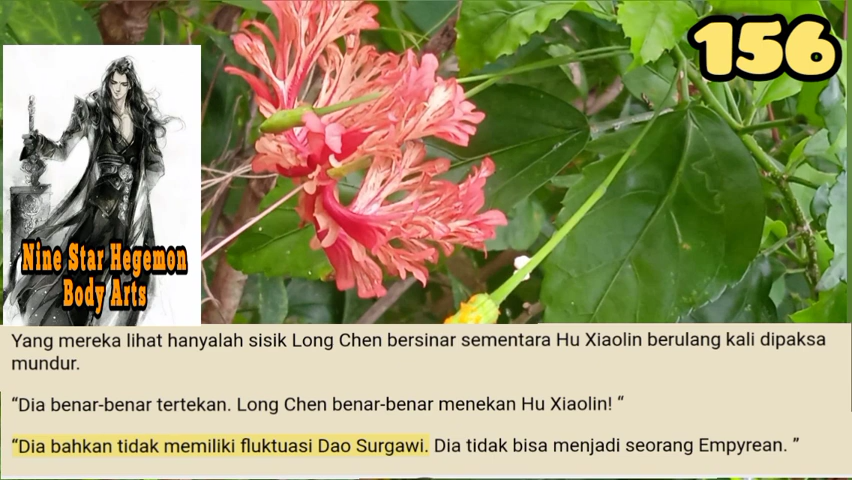 156
Nine Star Hegemon
Body Arts
Yang mereka lihat hanyalah sisik Long Chen bersinar sementara Hu Xiaolin berulang kali dipaksa
mundur.
“Dia benar-benar tertekan. Long Chen benar-benar menekan Hu Xiaolin! “
“Dia bahkan tidak memiliki fluktuasi Dao Surgawi. Dia tidak bisa menjadi seorang Empyrean. ”